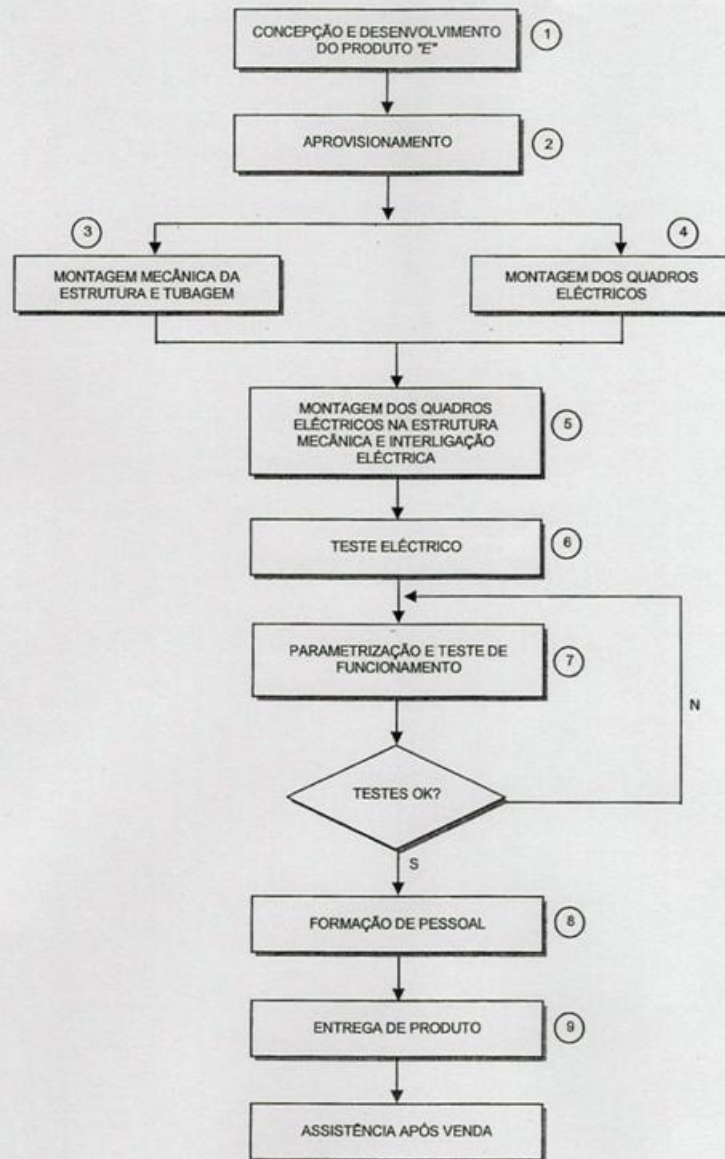 CONCEPÇÃO E DESENVOLVIMENTO
DO PRODUTO "E"
1
APROVISIONAMENTO
2
3
4
MONTAGEM MECÂNICA DA
ESTRUTURA E TUBAGEM
MONTAGEM DOS QUADROS
ELÉCTRICOS
MONTAGEM DOS QUADROS
ELÉCTRICOS NA ESTRUTURA
MECÂNICA E INTERLIGAÇÃO
ELÉCTRICA
5
TESTE ELÉCTRICO
6
PARAMETRIZAÇÃO E TESTE DE
FUNCIONAMENTO
7
N
TESTES OK?
S
FORMAÇÃO DE PESSOAL
8
ENTREGA DE PRODUTO
9
ASSISTÊNCIA APÓS VENDA